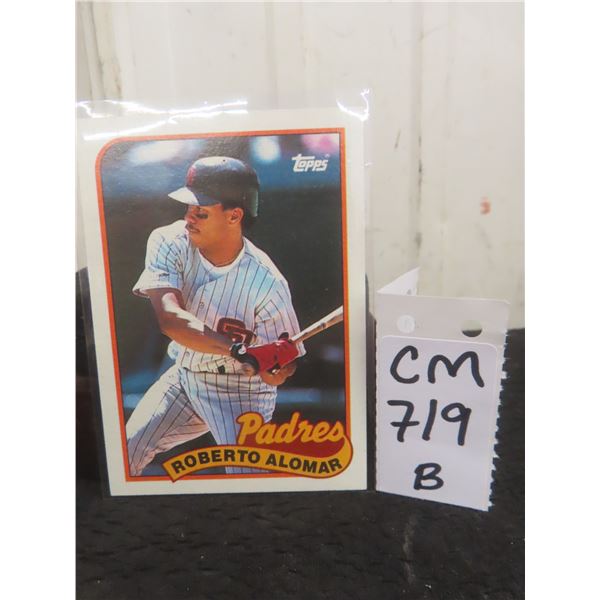 topps
Padres
ROBERTO ALOMAR
CM
719
B